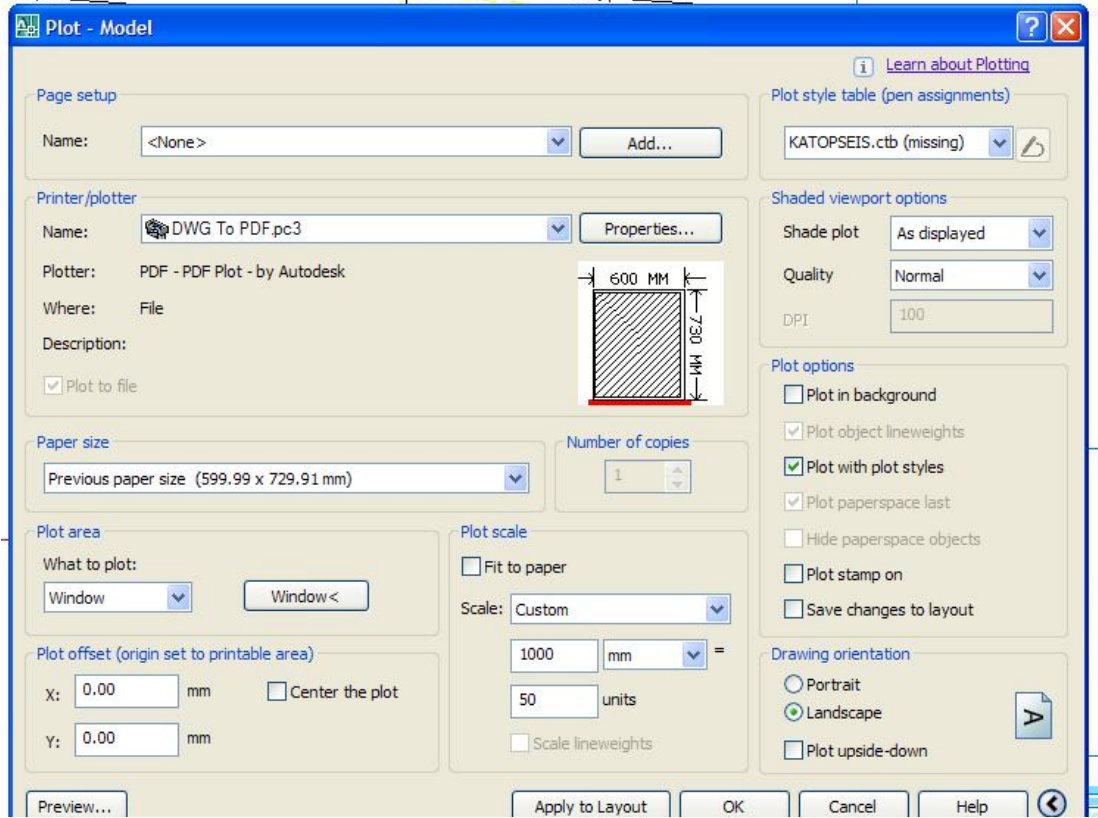 Plot - Model
Learn about Plotting
Page setup
Name: <None> Add...
Plot style table (pen assignments)
KATOPSEIS.ctb (missing)
Printer/plotter
Name: DWG To PDF.pc3 Properties...
Plotter: PDF - PDF Plot - by Autodesk
Where: File
Description:
Plot to file
600 MM
730 MM
Shaded viewport options
Shade plot As displayed
Quality Normal
DPI 100
Paper size
Previous paper size (599.99 x 729.91 mm)
Number of copies
1
Plot options
Plot in background
Plot object lineweights
Plot with plot styles
Plot paperspace last
Hide paperspace objects
Plot stamp on
Save changes to layout
Plot area
What to plot:
Window Window<
Plot scale
Fit to paper
Scale: Custom
1000 mm =
50 units
Scale lineweights
Plot offset (origin set to printable area)
X: 0.00 mm Center the plot
Y: 0.00 mm
Drawing orientation
Portrait
Landscape
Plot upside-down
A
Preview... Apply to Layout OK Cancel Help